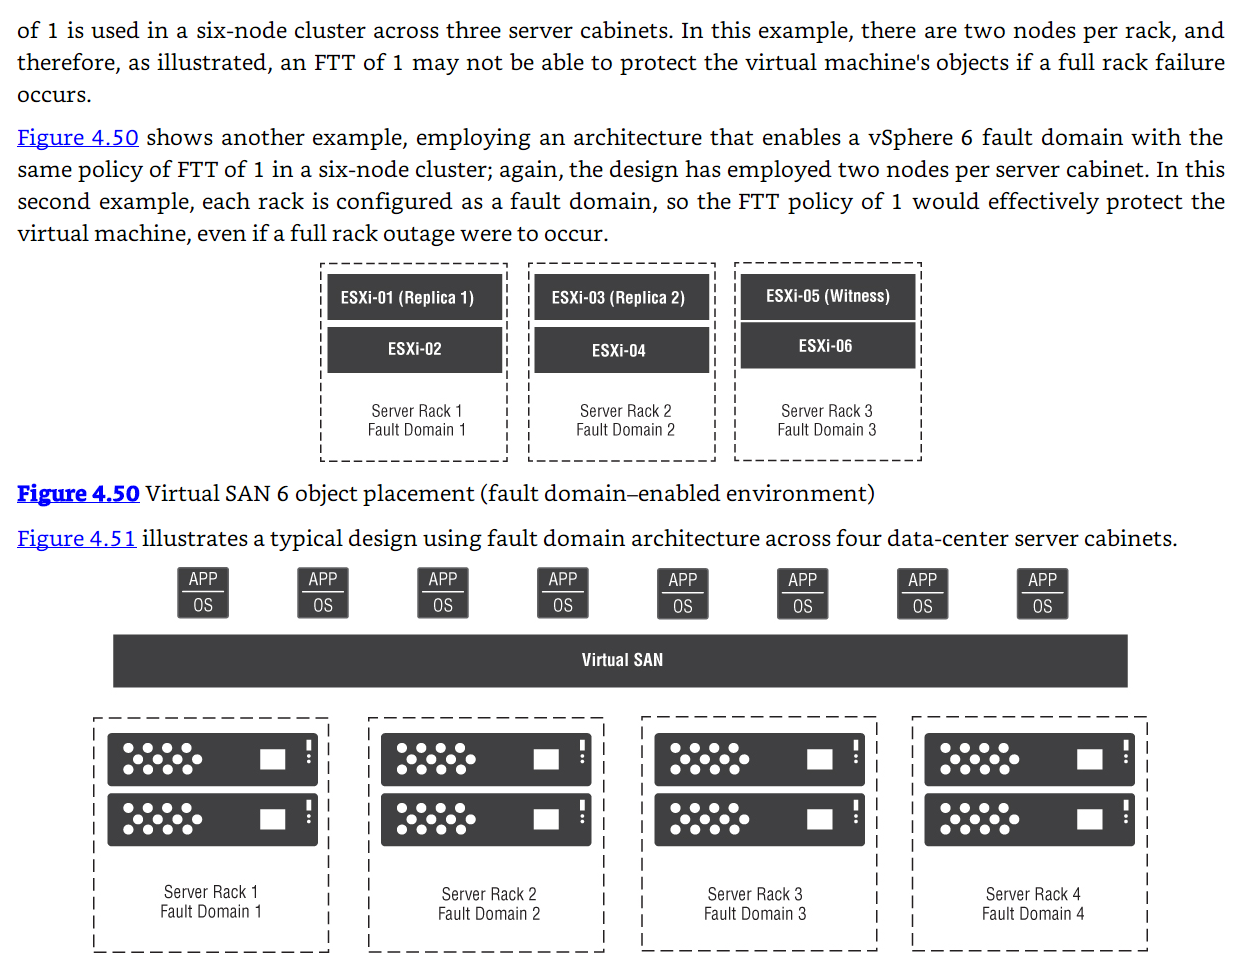 of 1 is used in a six-node cluster across three server cabinets. In this example, there are two nodes per rack, and
therefore, as illustrated, an FTT of 1 may not be able to protect the virtual machine's objects if a full rack failure
occurs.
Figure 4.50 shows another example, employing an architecture that enables a vSphere 6 fault domain with the
same policy of FTT of 1 in a six-node cluster; again, the design has employed two nodes per server cabinet. In this
second example, each rack is configured as a fault domain, so the FTT policy of 1 would effectively protect the
virtual machine, even if a full rack outage were to occur.
ESXi-01 (Replica 1)
ESXi-02
Server Rack 1
Fault Domain 1
ESXi-03 (Replica 2)
ESXi-04
Server Rack 2
Fault Domain 2
ESXi-05 (Witness)
ESXi-06
Server Rack 3
Fault Domain 3
Figure 4.50 Virtual SAN 6 object placement (fault domain–enabled environment)
Figure 4.51 illustrates a typical design using fault domain architecture across four data-center server cabinets.
APP
OS
APP
OS
APP
OS
APP
OS
APP
OS
APP
OS
APP
OS
APP
OS
Virtual SAN
Server Rack 1
Fault Domain 1
Server Rack 2
Fault Domain 2
Server Rack 3
Fault Domain 3
Server Rack 4
Fault Domain 4